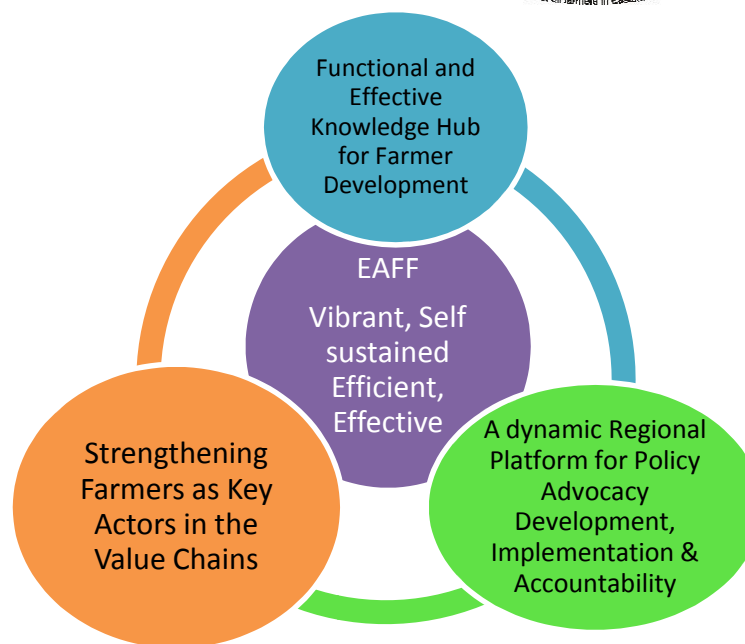 Functional and
Effective
Knowledge Hub
for Farmer
Development
EAFF
Vibrant, Self
sustained
Efficient,
Effective
Strengthening
Farmers as Key
Actors in the
Value Chains
A dynamic Regional
Platform for Policy
Advocacy
Development,
Implementation &
Accountability